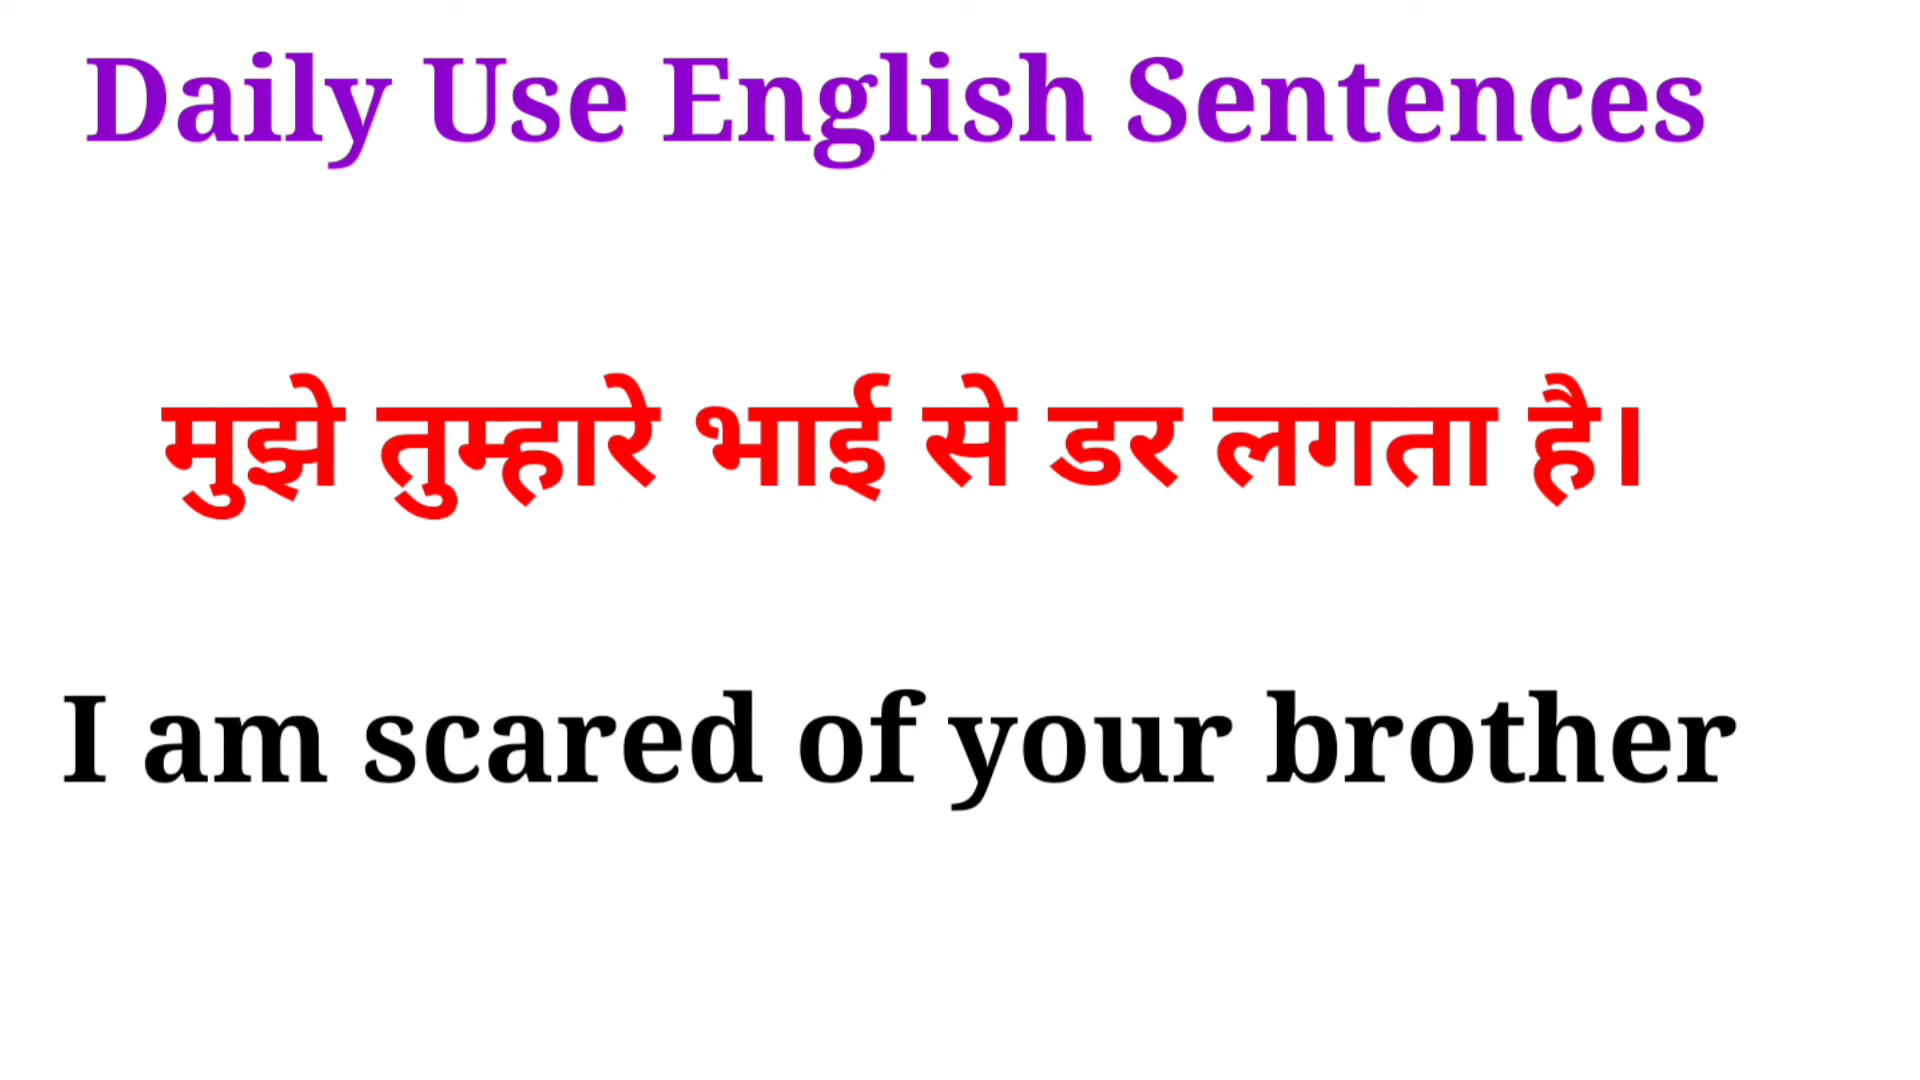 Daily Use English Sentences
मुझे तुम्हारे भाई से डर लगता है।
I am scared of your brother